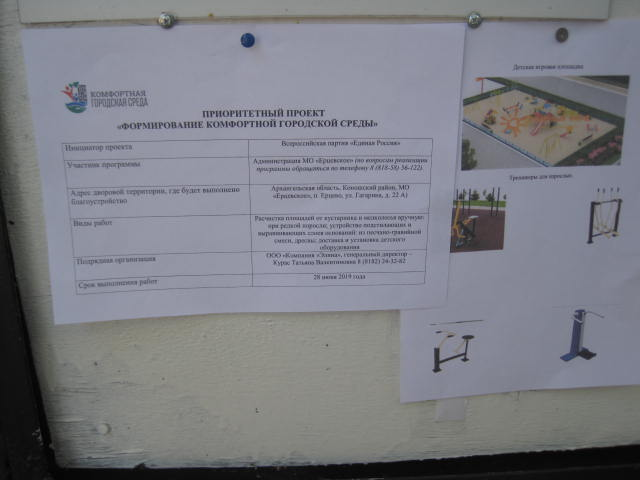 КОМФОРТНАЯ
ГОРОДСКАЯ СРЕДА
ПРИОРИТЕТНЫЙ ПРОЕКТ
«ФОРМИРОВАНИЕ КОМФОРТНОЙ ГОРОДСКОЙ СРЕДЫ»
Инициатор проекта
Всероссийская партия «Единая Россия»
Участник программы
Администрация МО «Ерцевское» (по вопросам реализации
программы обращаться по телефону 8 (818-58) 56-122).
Адрес дворовой территории, где будет выполнено
благоустройство
Архангельская область, Коношский район, МО
«Ерцевское», п. Ерцево, ул. Гагарина, д. 22 А)
Виды работ
Расчистка площадей от кустарника и мелколесья вручную:
при редкой поросли; устройство подстилающих и
выравнивающих слоев оснований: из песчано-гравийной
смеси, дресвы; доставка и установка детского
оборудования
Подрядная организация
ООО «Компания «Элина», генеральный директор –
Курас Татьяна Валентиновна 8 (8182) 24-32-62
Срок выполнения работ
28 июня 2019 года
Детская игровая площадка
Тренажеры для взрослых.